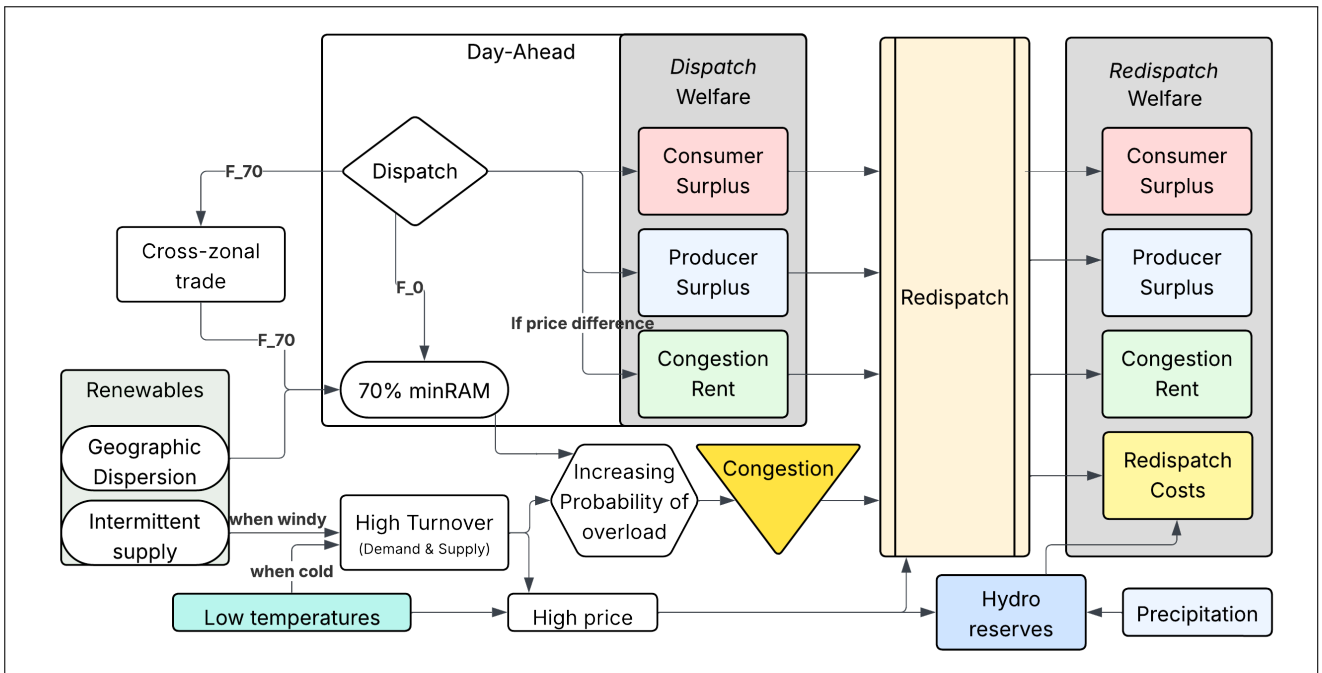 Day-Ahead
Dispatch
Welfare
Redispatch
Welfare
Dispatch
F_70
Consumer
Surplus
Consumer
Surplus
Cross-zonal
trade
Producer
Surplus
Producer
Surplus
F_0
Redispatch
If price difference
F_70
Congestion
Rent
Congestion
Rent
Renewables
70% minRAM
Geographic
Dispersion
Increasing
Probability of
overload
Congestion
Redispatch
Costs
Intermittent
supply
when windy
High Turnover
(Demand & Supply)
when cold
Low temperatures
High price
Hydro
reserves
Precipitation